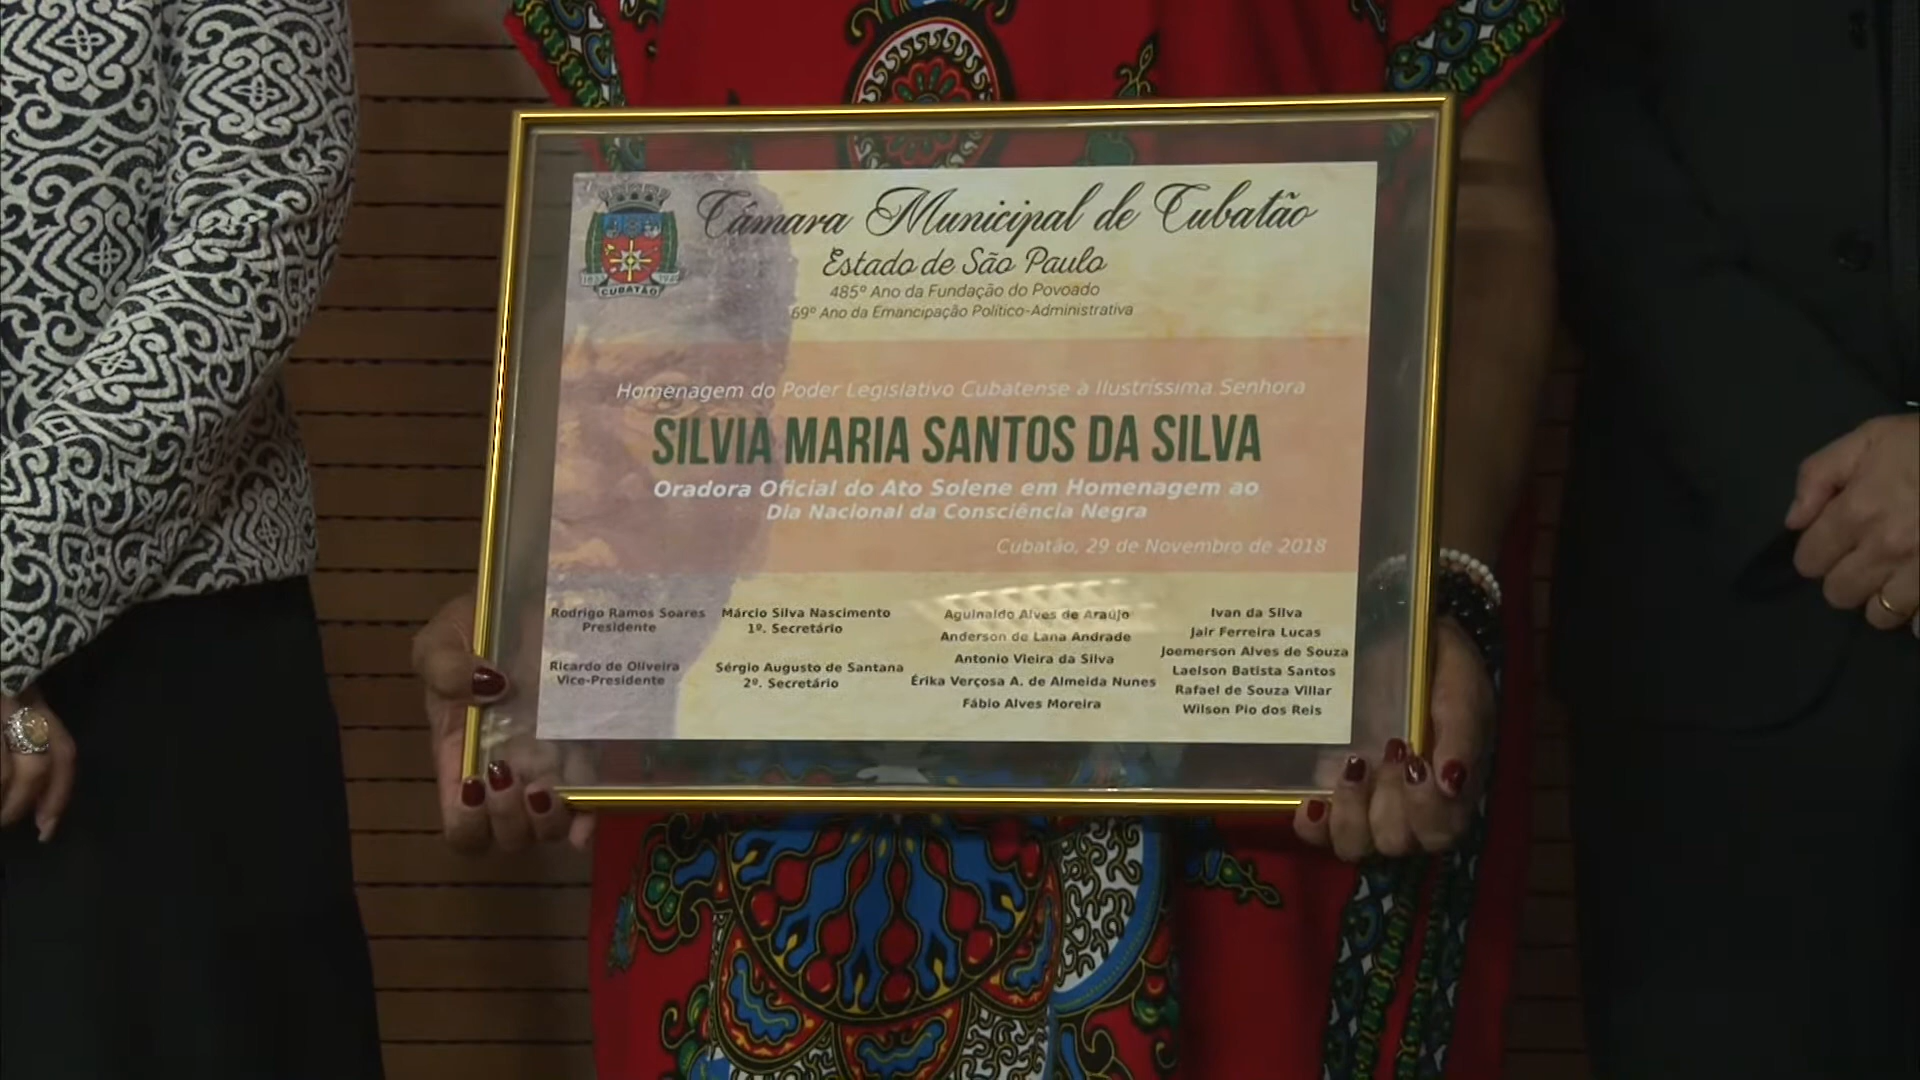 Câmara Municipal de Cubatão
Estado de São Paulo
485º Ano da Fundação do Povoado
69º Ano da Emancipação Político-Administrativa
CUBATÃO
Homenagem do Poder Legislativo Cubatense à Ilustríssima Senhora
SILVIA MARIA SANTOS DA SILVA
Oradora Oficial do Ato Solene em Homenagem ao
Dia Nacional da Consciência Negra
Cubatão, 29 de Novembro de 2018
Rodrigo Ramos Soares
Presidente
Ricardo de Oliveira
Vice-Presidente
Márcio Silva Nascimento
1º. Secretário
Sérgio Augusto de Santana
2º. Secretário
Aguinaldo Alves de Araújo
Anderson de Lana Andrade
Antonio Vieira da Silva
Érika Verçosa A. de Almeida Nunes
Fábio Alves Moreira
Ivan da Silva
Jair Ferreira Lucas
Joemerson Alves de Souza
Laelson Batista Santos
Rafael de Souza Villar
Wilson Pio dos Reis